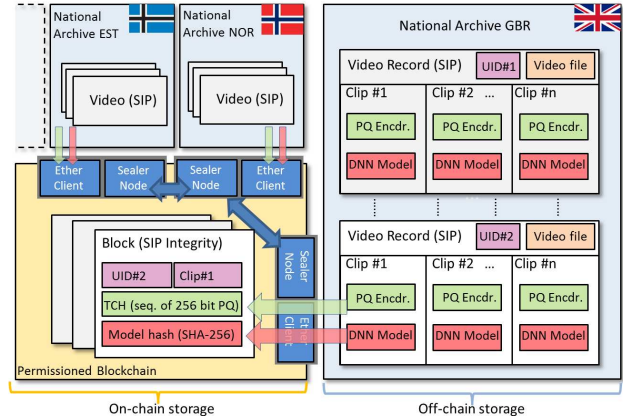 National
Archive EST
Video (SIP)
National
Archive NOR
Video (SIP)
Ether
Client
Sealer
Node
Sealer
Node
Ether
Client
Sealer
Node
Ether
Client
Block (SIP Integrity)
UID#2
Clip#1
TCH (seq. of 256 bit PQ)
Model hash (SHA-256)
Permissioned Blockchain
On-chain storage
National Archive GBR
Video Record (SIP)
UID#1
Video file
Clip #1
Clip #2 ...
Clip #n
PQ Encdr.
PQ Encdr.
PQ Encdr.
DNN Model
DNN Model
DNN Model
Video Record (SIP)
UID#2
Video file
Clip #1
Clip #2 ...
Clip #n
PQ Encdr.
PQ Encdr.
PQ Encdr.
DNN Model
DNN Model
DNN Model
Off-chain storage